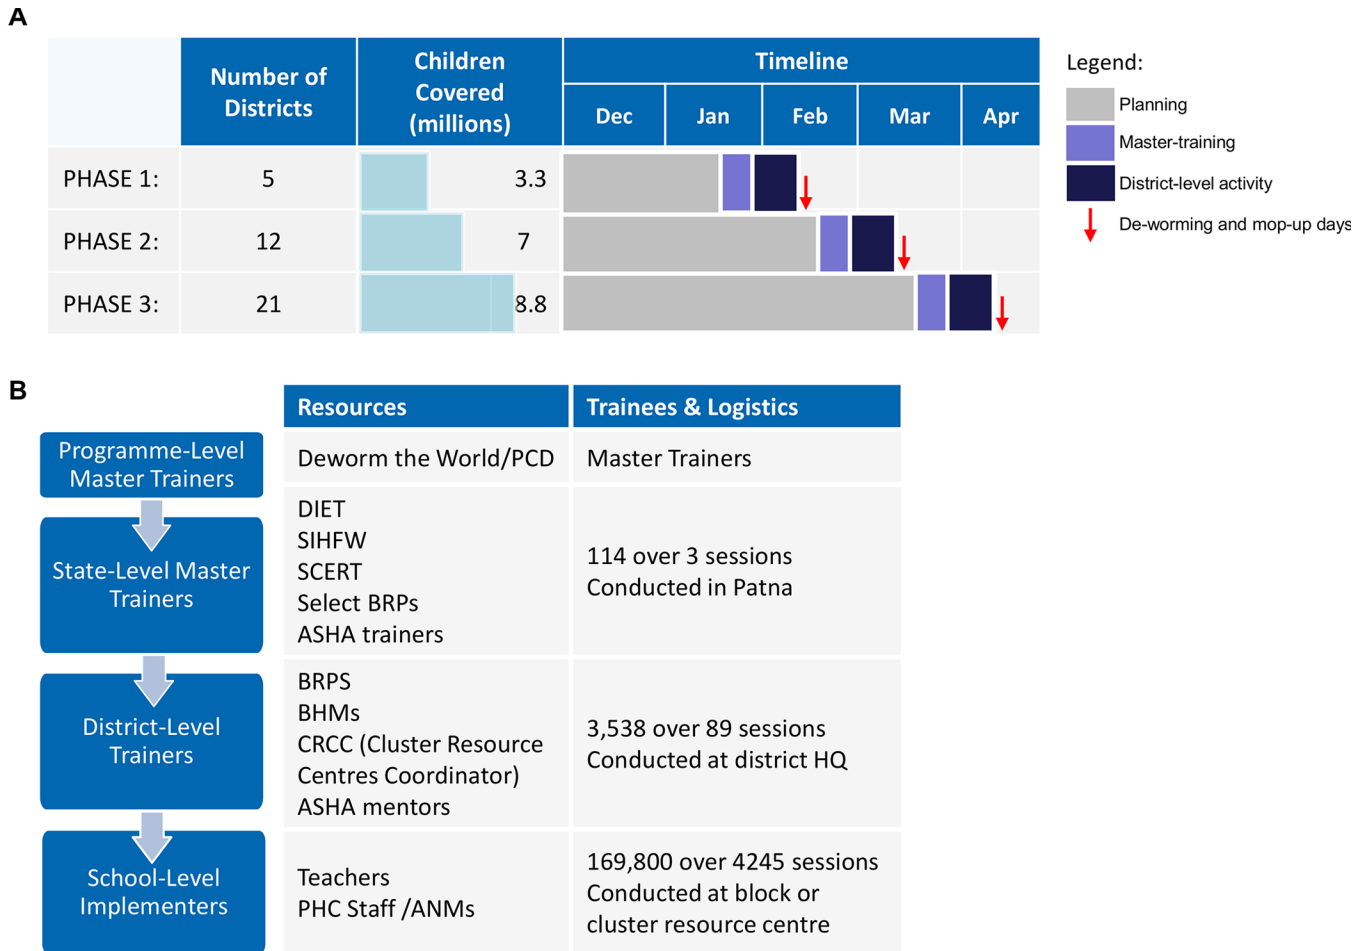 A
Number of
Districts
Children
Covered
(millions)
Timeline
Dec
Jan
Feb
Mar
Apr
PHASE 1:
5
3.3
PHASE 2:
12
7
PHASE 3:
21
8.8
Legend:
Planning
Master-training
District-level activity
De-worming and mop-up days
B
Resources
Trainees & Logistics
Programme-Level
Master Trainers
Deworm the World/PCD
Master Trainers
State-Level Master
Trainers
DIET
SIHFW
SCERT
Select BRPs
ASHA trainers
114 over 3 sessions
Conducted in Patna
District-Level
Trainers
BRPS
BHMs
CRCC (Cluster Resource
Centres Coordinator)
ASHA mentors
3,538 over 89 sessions
Conducted at district HQ
School-Level
Implementers
Teachers
PHC Staff /ANMs
169,800 over 4245 sessions
Conducted at block or
cluster resource centre